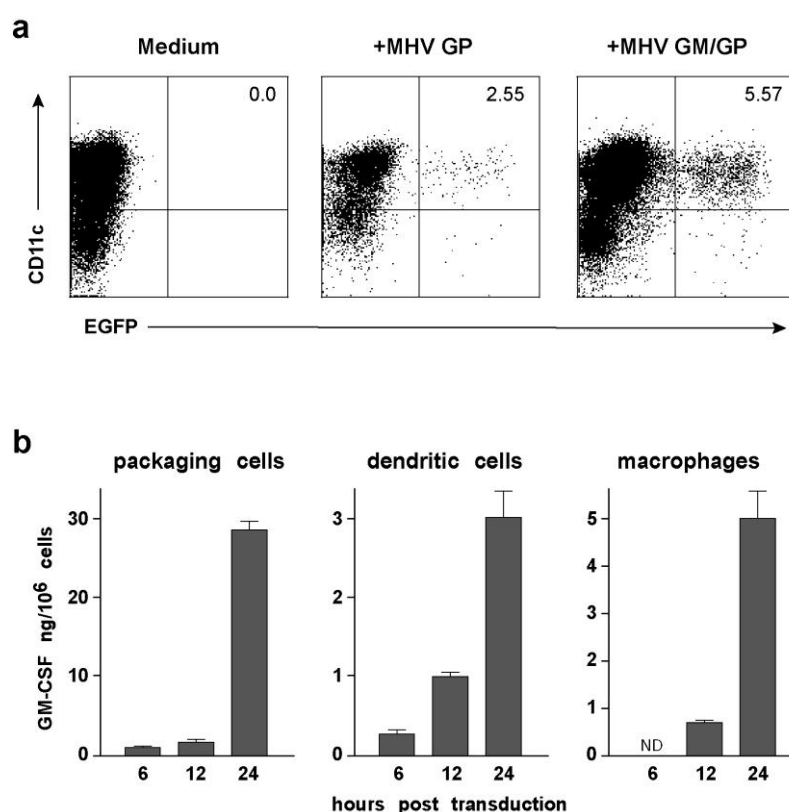 a
Medium +MHV GP +MHV GM/GP
0.0 2.55 5.57
CD11c
EGFP
b
packaging cells dendritic cells macrophages
GM-CSF ng/10⁶ cells
30 3 5
20 2 4
10 1 3
0 0 2
1
0
ND
6 12 24 6 12 24 6 12 24
hours post transduction